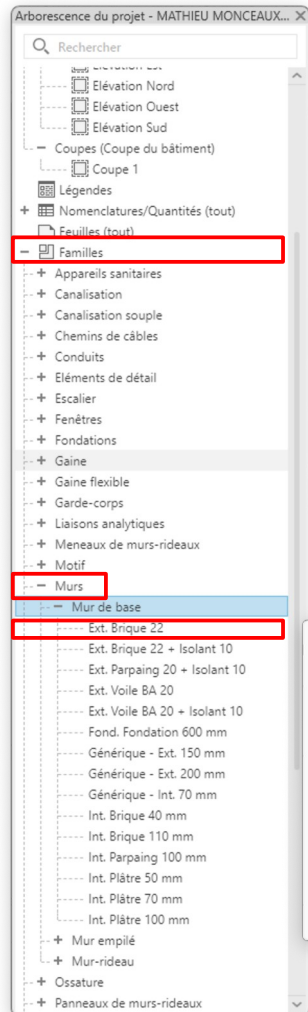 Arborescence du projet - MATHIEU MONCEAUX...
Rechercher
Elévation Est
Elévation Nord
Elévation Ouest
Elévation Sud
Coupes (Coupe du bâtiment)
Coupe 1
Légendes
Nomenclatures/Quantités (tout)
Feuilles (tout)
Familles
Appareils sanitaires
Canalisation
Canalisation souple
Chemins de câbles
Conduits
Eléments de détail
Escalier
Fenêtres
Fondations
Gaine
Gaine flexible
Garde-corps
Liaisons analytiques
Meneaux de murs-rideaux
Motif
Murs
Mur de base
Ext. Brique 22
Ext. Brique 22 + Isolant 10
Ext. Parpaing 20 + Isolant 10
Ext. Voile BA 20
Ext. Voile BA 20 + Isolant 10
Fond. Fondation 600 mm
Générique - Ext. 150 mm
Générique - Ext. 200 mm
Générique - Int. 70 mm
Int. Brique 40 mm
Int. Brique 110 mm
Int. Parpaing 100 mm
Int. Plâtre 50 mm
Int. Plâtre 70 mm
Int. Plâtre 100 mm
Mur empilé
Mur-rideau
Ossature
Panneaux de murs-rideaux